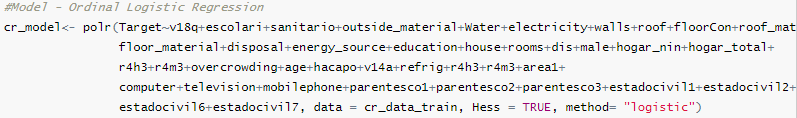 #Model - Ordinal Logistic Regression
cr_model<- polr(Target~v18q+escolari+sanitario+outside_material+Water+electricity+walls+roof+floorCon+roof_mat
floor_material+disposal+energy_source+education+house+rooms+dis+male+hogar_nin+hogar_total+
r4h3+r4m3+overcrowding+age+hacapo+v14a+refrig+r4h3+r4m3+area1+
computer+television+mobilephone+parentesco1+parentesco2+parentesco3+estadocivil1+estadocivil2+
estadocivil6+estadocivil7, data = cr_data_train, Hess = TRUE, method= "logistic")